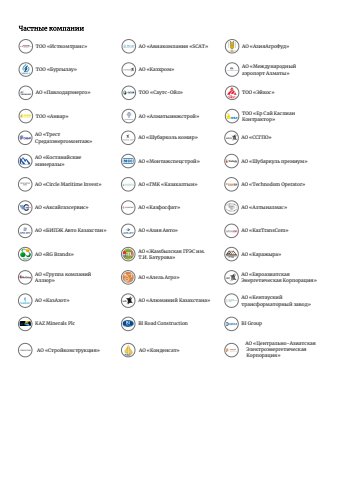 Частные компании
ТОО «Исткомтранс»
АО «Авиакомпания «SCAT»
АО «АзияАгроФуд»
ТОО «Бургылау»
АО «Казхром»
АО «Международный
аэропорт Алматы»
АО «Павлодарэнерго»
ТОО «Саутс-Ойл»
ТОО «Эйкос»
ТОО «Анвар»
АО «Алматыинжстрой»
ТОО «Ер Сай Каспиан
Контрактор»
АО «Трест
Средазэнергомонтаж»
АО «Шубарколь комир»
АО «ССГПО»
АО «Костанайские
минералы»
АО «Монтажспецстрой»
АО «Шубаркуль премиум»
АО «Circle Maritime Invest»
АО «ГМК «Казахалтын»
АО «Technodom Operator»
АО «Аксайгазсервис»
АО «Казфосфат»
АО «Алтыналмас»
АО «БИПЭК Авто Казахстан»
АО «Азия Авто»
АО «KazTransCom»
АО «RG Brands»
АО «Жамбылская ГРЭС им.
Т.И. Батурова»
АО «Каражыра»
АО «Группа компаний
Аллюр»
АО «Алель Агро»
АО «Евроазиатская
Энергетическая Корпорация»
АО «КазАзот»
АО «Алюминий Казахстана»
АО «Кентауский
трансформаторный завод»
KAZ Minerals Plc
BI Road Construction
BI Group
АО «Стройконструкция»
АО «Конденсат»
АО «Центрально-Азиатская
Электроэнергетическая
Корпорация»